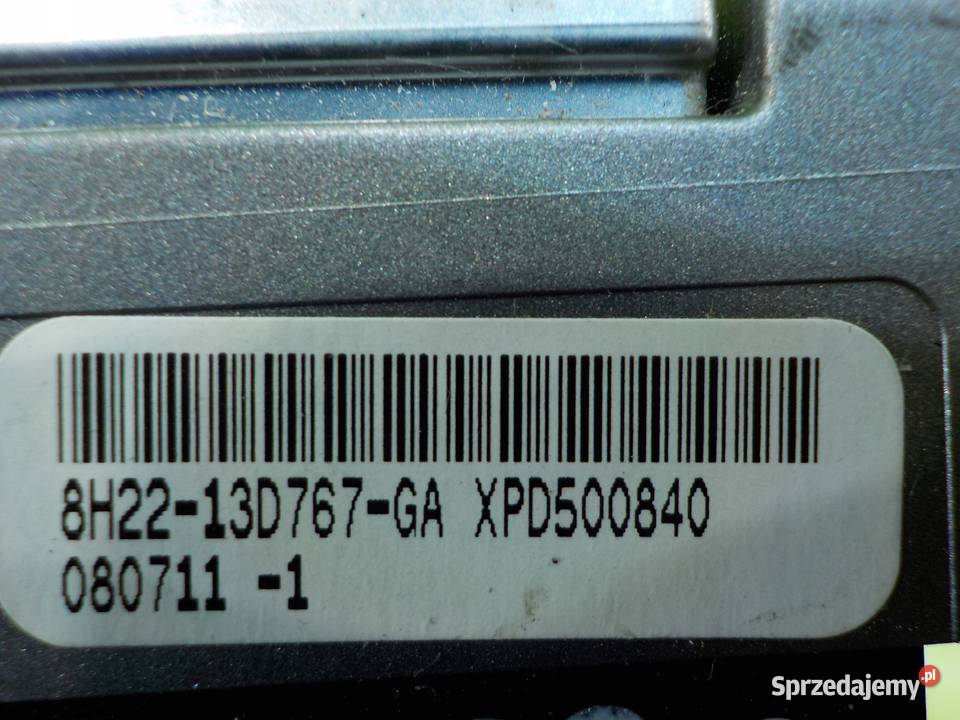 8H22-13D767-GA XPD500840
080711 -1
Sprzedajemy.pl